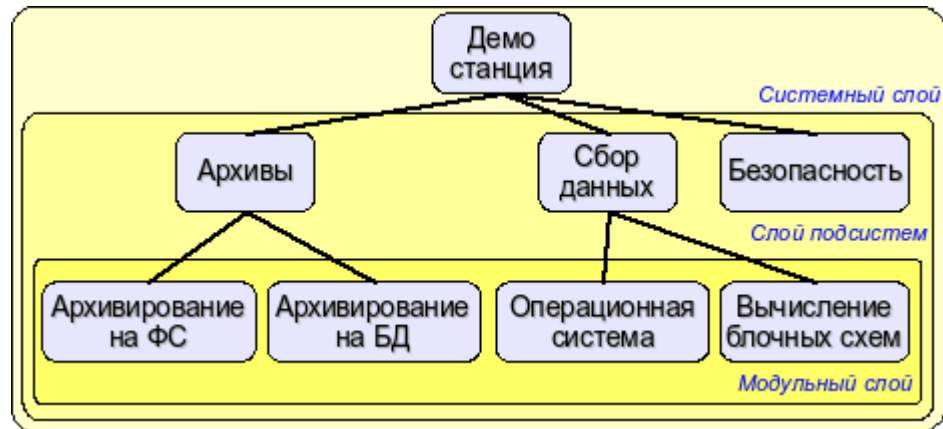 Демо
станция
Системный слой
Архивы
Сбор
данных
Безопасность
Слой подсистем
Архивирование
на ФС
Архивирование
на БД
Операционная
система
Вычисление
блочных схем
Модульный слой